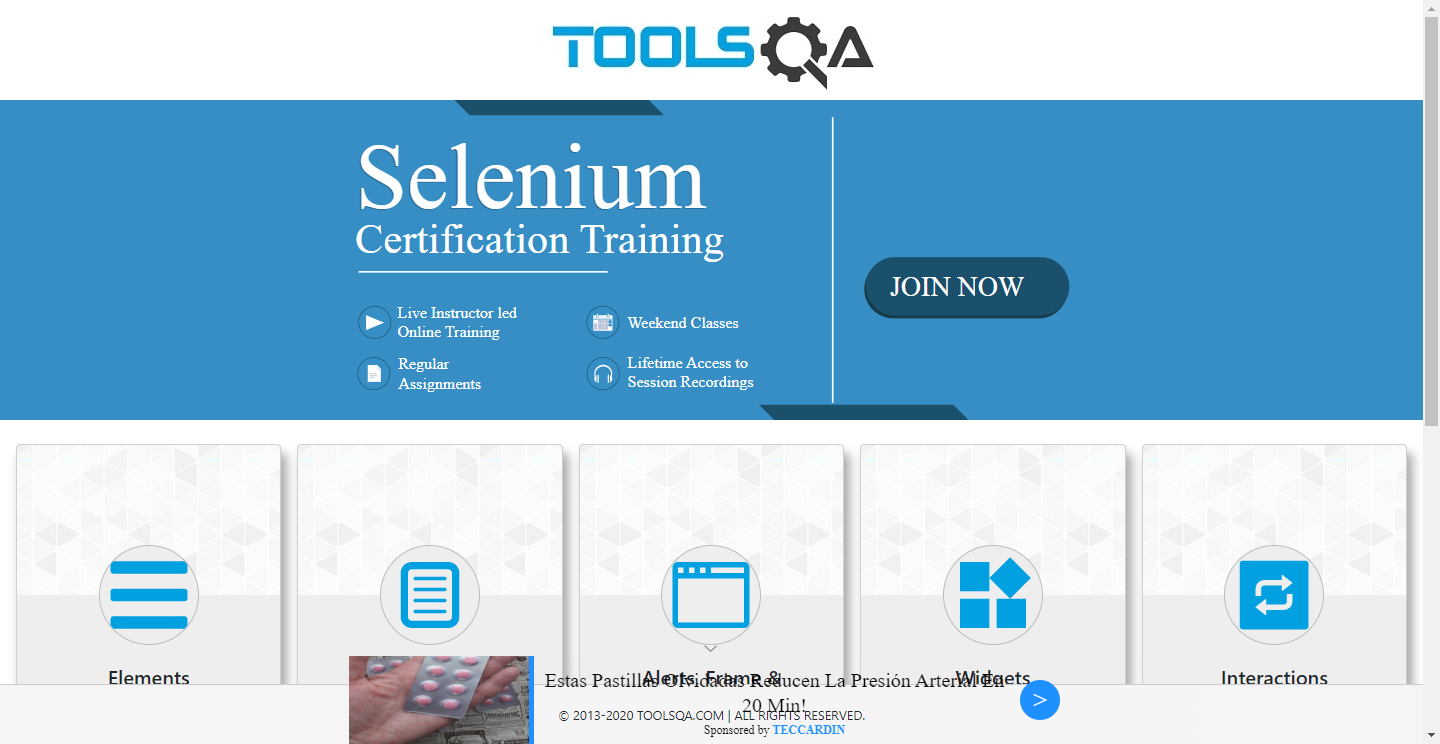 TOOLSQA
Selenium
Certification Training
Live Instructor led
Online Training
Weekend Classes
Regular
Assignments
Lifetime Access to
Session Recordings
JOIN NOW
Elements
Alerts, Frame &
Widgets
Interactions
Estas Pastillas Olvidadas Reducen La Presión Arterial En
20 Min!
© 2013-2020 TOOLSQA.COM | ALL RIGHTS RESERVED.
Sponsored by TECCARDIN
>